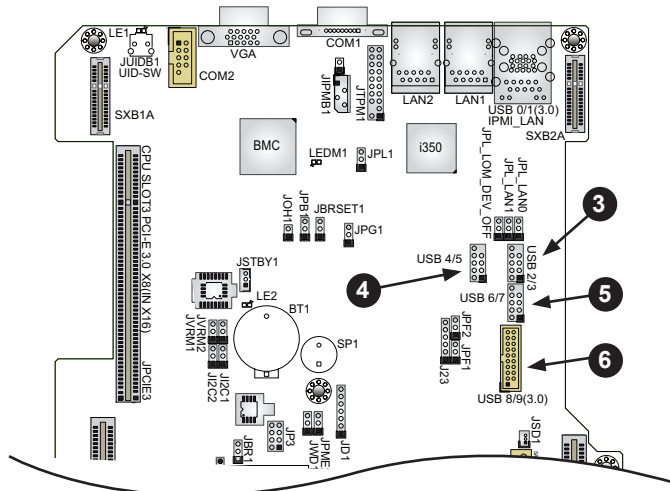 LE1
JUIDB1
UID-SW
COM2
VGA
COM1
JIPMB1
JTPM1
LAN2
LAN1
USB 0/1(3.0)
IPMI_LAN
SXB1A
SXB2A
BMC
LEDM1
JPL1
i350
JPL_LOM_DEV_OFF
JPL_LAN1
JPL_LAN0
CPU SLOT3 PCI-E 3.0 X8(IN X16)
JPCIE3
JOH1
JPB1
JBRSET1
JPG1
USB 4/5
USB 2/3
3
4
USB 6/7
5
JSTBY1
LE2
BT1
SP1
JVRM1
JVRM2
JI2C2
JI2C1
JPF2
JPF1
J23
6
USB 8/9(3.0)
JBR1
JP3
JWD1
JPME
JD1
JSD1